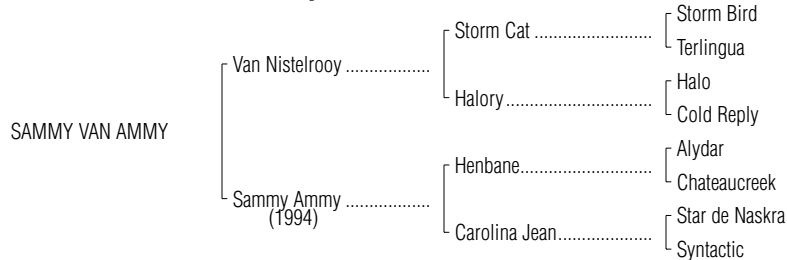 Storm Bird
Storm Cat ........................
Terlingua
Van Nistelrooy ..................
Halo
Halory..............................
Cold Reply
SAMMY VAN AMMY
Alydar
Henbane...........................
Chateaucreek
Sammy Ammy ..................
(1994)
Star de Naskra
Carolina Jean....................
Syntactic